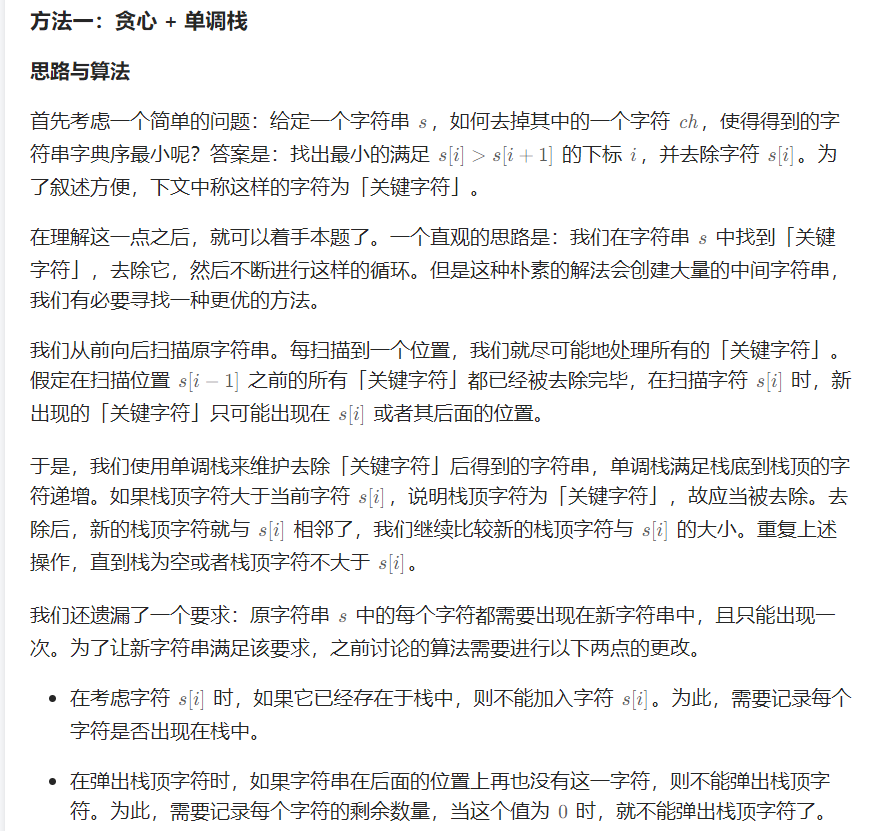 方法一：贪心 + 单调栈
思路与算法
首先考虑一个简单的问题：给定一个字符串 s，如何去掉其中的一个字符 ch，使得得到的字
符串字典序最小呢？答案是：找出最小的满足 s[i] > s[i + 1] 的下标 i，并去除字符 s[i]。为
了叙述方便，下文中称这样的字符为「关键字符」。
在理解这一点之后，就可以着手本题了。一个直观的思路是：我们在字符串 s 中找到「关键
字符」，去除它，然后不断进行这样的循环。但是这种朴素的解法会创建大量的中间字符串，
我们有必要寻找一种更优的方法。
我们从前向后扫描原字符串。每扫描到一个位置，我们就尽可能地处理所有的「关键字符」。
假定在扫描位置 s[i − 1] 之前的所有「关键字符」都已经被去除完毕，在扫描字符 s[i] 时，新
出现的「关键字符」只可能出现在 s[i] 或者其后面的位置。
于是，我们使用单调栈来维护去除「关键字符」后得到的字符串，单调栈满足栈底到栈顶的字
符递增。如果栈顶字符大于当前字符 s[i]，说明栈顶字符为「关键字符」，故应当被去除。去
除后，新的栈顶字符就与 s[i] 相邻了，我们继续比较新的栈顶字符与 s[i] 的大小。重复上述
操作，直到栈为空或者栈顶字符不大于 s[i]。
我们还遗漏了一个要求：原字符串 s 中的每个字符都需要出现在新字符串中，且只能出现一
次。为了让新字符串满足该要求，之前讨论的算法需要进行以下两点的更改。
• 在考虑字符 s[i] 时，如果它已经存在于栈中，则不能加入字符 s[i]。为此，需要记录每个
字符是否出现在栈中。
• 在弹出栈顶字符时，如果字符串在后面的位置上再也没有这一字符，则不能弹出栈顶字
符。为此，需要记录每个字符的剩余数量，当这个值为 0 时，就不能弹出栈顶字符了。